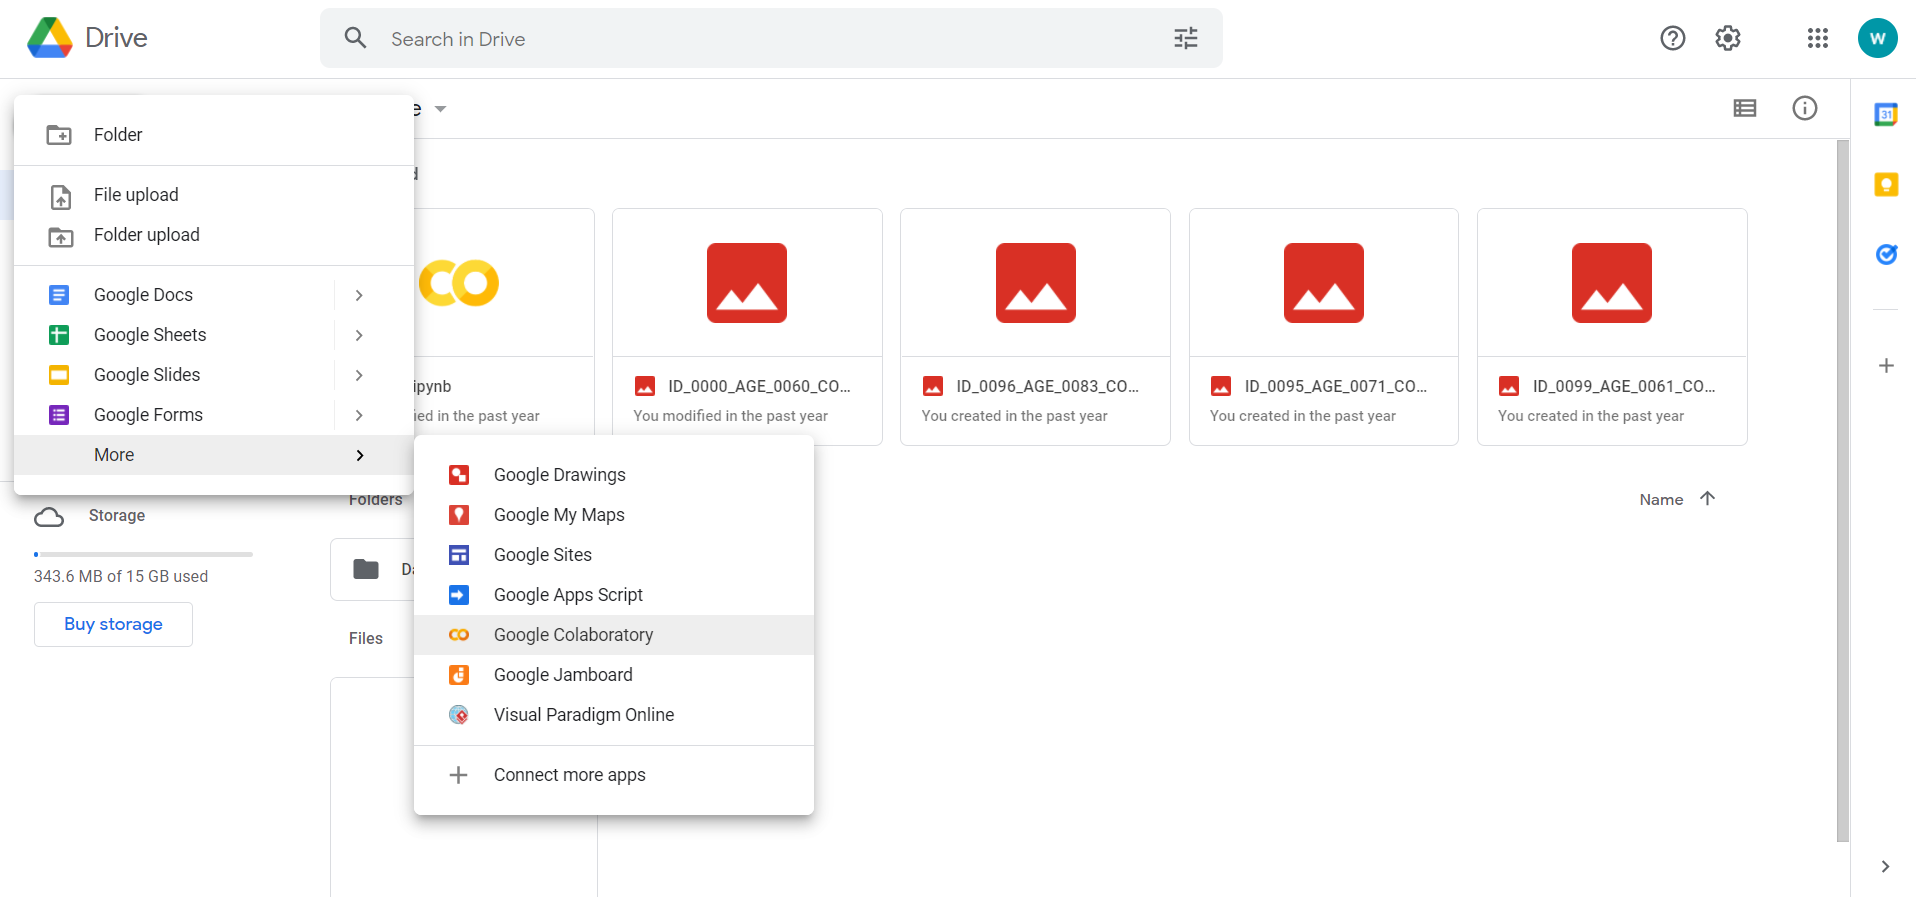 Drive
Search in Drive
W
Folder
File upload
Folder upload
Google Docs
Google Sheets
Google Slides
Google Forms
More
31
ipynb
ID_0000_AGE_0060_CO...
ID_0096_AGE_0083_CO...
ID_0095_AGE_0071_CO...
ID_0099_AGE_0061_CO...
in the past year
You modified in the past year
You created in the past year
You created in the past year
You created in the past year
Google Drawings
Google My Maps
Google Sites
Google Apps Script
Google Colaboratory
Google Jamboard
Visual Paradigm Online
Connect more apps
Folders
Name
Storage
343.6 MB of 15 GB used
Buy storage
Files